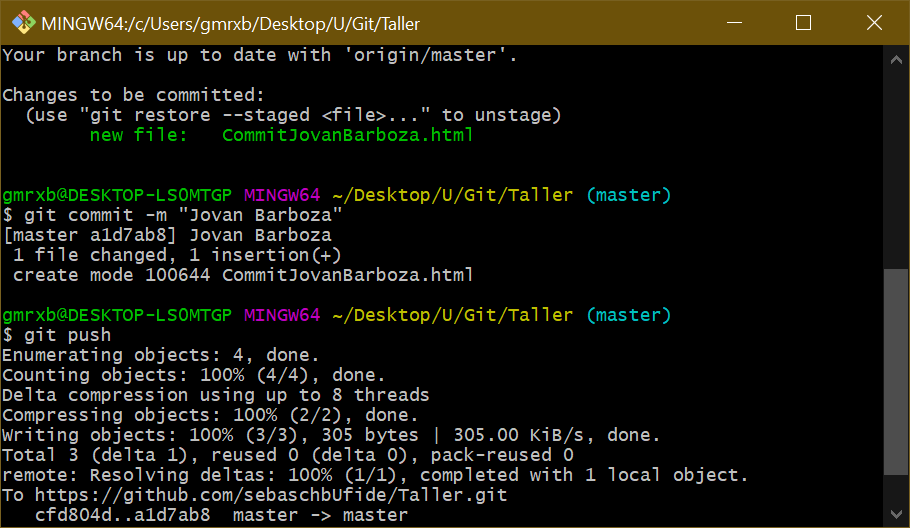 MINGW64:/c/Users/gmrxb/Desktop/U/Git/Taller
Your branch is up to date with 'origin/master'.
Changes to be committed:
  (use "git restore --staged <file>..." to unstage)
        new file:   CommitJovanBarboza.html
gmrxb@DESKTOP-LSOMTGP MINGW64 ~/Desktop/U/Git/Taller (master)
$ git commit -m "Jovan Barboza"
[master a1d7ab8] Jovan Barboza
 1 file changed, 1 insertion(+)
 create mode 100644 CommitJovanBarboza.html
gmrxb@DESKTOP-LSOMTGP MINGW64 ~/Desktop/U/Git/Taller (master)
$ git push
Enumerating objects: 4, done.
Counting objects: 100% (4/4), done.
Delta compression using up to 8 threads
Compressing objects: 100% (2/2), done.
Writing objects: 100% (3/3), 305 bytes | 305.00 KiB/s, done.
Total 3 (delta 1), reused 0 (delta 0), pack-reused 0
remote: Resolving deltas: 100% (1/1), completed with 1 local object.
To https://github.com/sebaschbUfide/Taller.git
   cfd804d..a1d7ab8  master -> master